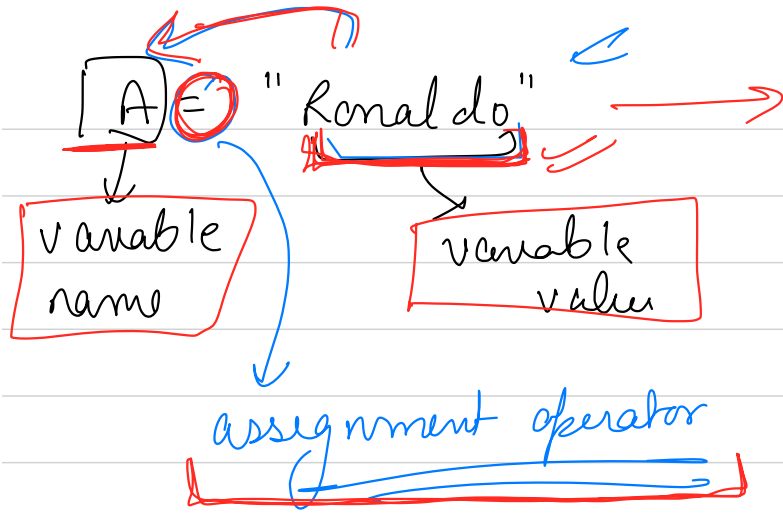 A = "Ronaldo"
variable
name
variable
value
assignment operator